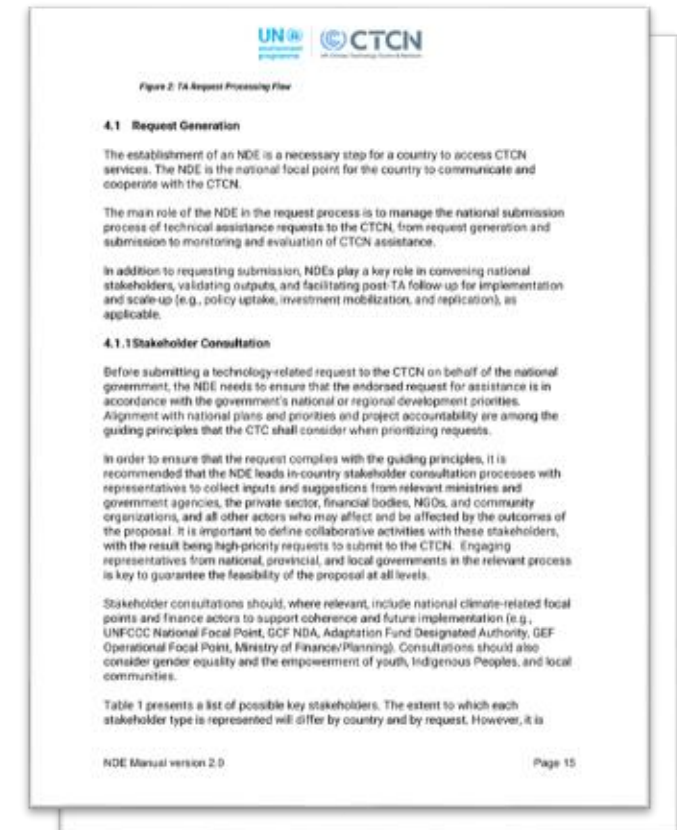 UN
environment
programme
CTCN
Figure 2: TA Request Processing Flow
4.1 Request Generation
The establishment of an NDE is a necessary step for a country to access CTCN
services. The NDE is the national focal point for the country to communicate and
cooperate with the CTCN.
The main role of the NDE in the request process is to manage the national submission
process of technical assistance requests to the CTCN, from request generation and
submission to monitoring and evaluation of CTCN assistance.
In addition to requesting submission, NDEs play a key role in convening national
stakeholders, validating outputs, and facilitating post-TA follow-up for implementation
and scale-up (e.g., policy uptake, investment mobilization, and replication), as
applicable.
4.1.1 Stakeholder Consultation
Before submitting a technology-related request to the CTCN on behalf of the national
government, the NDE needs to ensure that the endorsed request for assistance is in
accordance with the government's national or regional development priorities.
Alignment with national plans and priorities and project accountability are among the
guiding principles that the CTC shall consider when prioritizing requests.
In order to ensure that the request complies with the guiding principles, it is
recommended that the NDE leads in-country stakeholder consultation processes with
representatives to collect inputs and suggestions from relevant ministries and
government agencies, the private sector, financial bodies, NGOs, and community
organizations, and all other actors who may affect and be affected by the outcomes of
the proposal. It is important to define collaborative activities with these stakeholders,
with the result being high-priority requests to submit to the CTCN. Engaging
representatives from national, provincial, and local governments in the relevant process
is key to guarantee the feasibility of the proposal at all levels.
Stakeholder consultations should, where relevant, include national climate-related focal
points and finance actors to support coherence and future implementation (e.g.,
UNFCCC National Focal Point, GCF NDA, Adaptation Fund Designated Authority, GEF
Operational Focal Point, Ministry of Finance/Planning). Consultations should also
consider gender equality and the empowerment of youth, Indigenous Peoples, and local
communities.
Table 1 presents a list of possible key stakeholders. The extent to which each
stakeholder type is represented will differ by country and by request. However, it is
NDE Manual version 2.0
Page 15